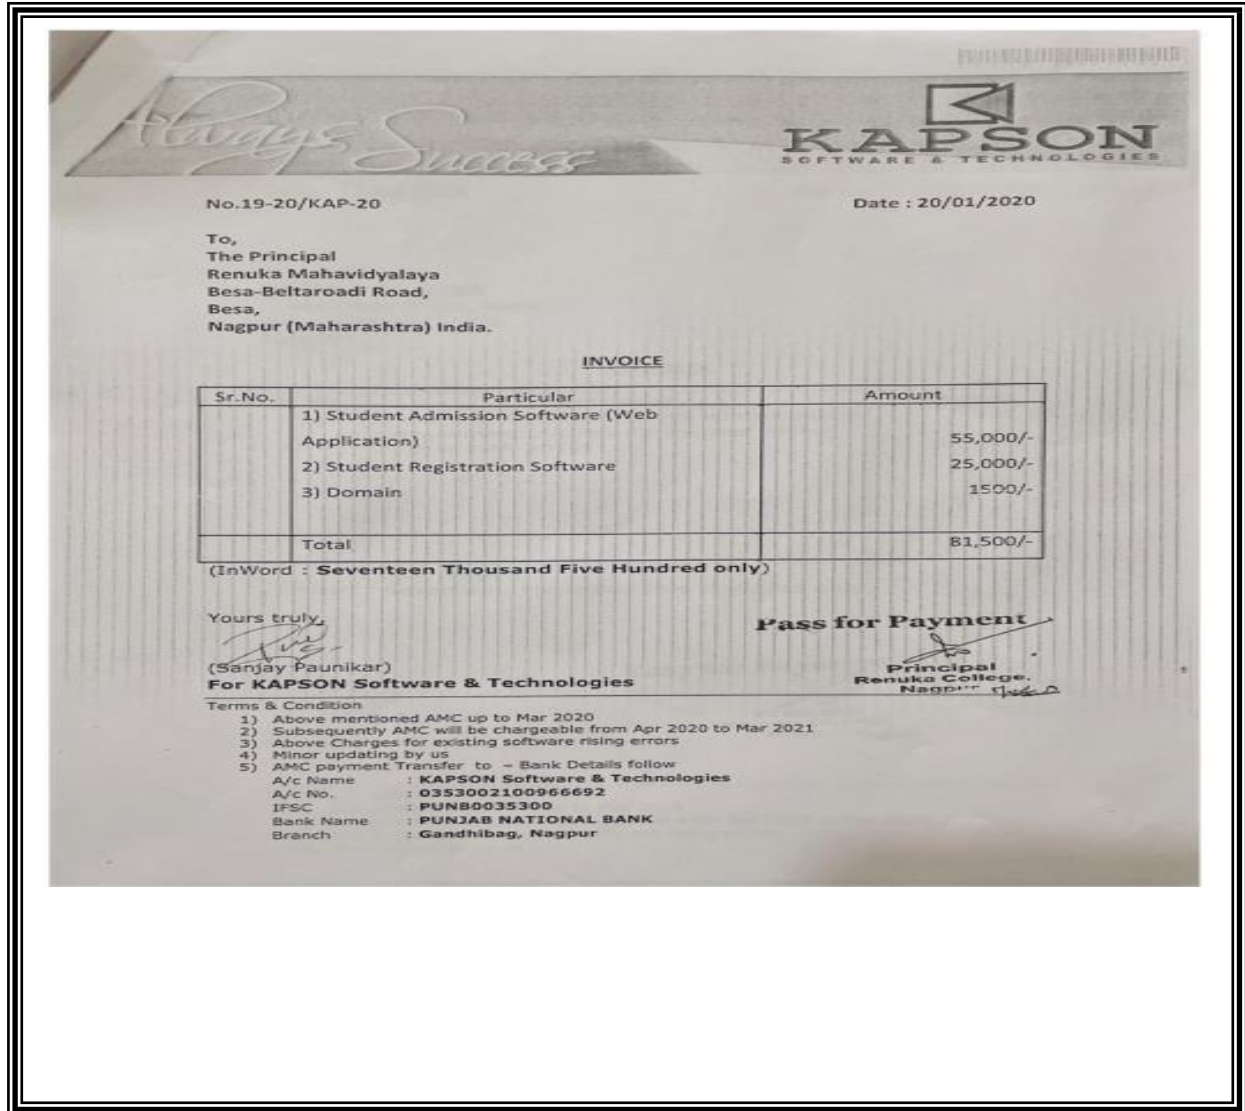 Always Success
KAPSON
SOFTWARE & TECHNOLOGIES
No.19-20/KAP-20 Date : 20/01/2020
To,
The Principal
Renuka Mahavidyalaya
Besa-Beltaroadi Road,
Besa,
Nagpur (Maharashtra) India.
INVOICE
Sr.No. Particular Amount
1) Student Admission Software (Web
Application) 55,000/-
2) Student Registration Software 25,000/-
3) Domain 1500/-
Total 81,500/-
(InWord : Seventeen Thousand Five Hundred only)
Yours truly,
Pass for Payment
(Sanjay Paunikar)
Principal
For KAPSON Software & Technologies
Renuka College.
Nagpur
Terms & Condition
1) Above mentioned AMC up to Mar 2020
2) Subsequently AMC will be chargeable from Apr 2020 to Mar 2021
3) Above Charges for existing software rising errors
4) Minor updating by us
5) AMC payment Transfer to – Bank Details follow
A/c Name : KAPSON Software & Technologies
A/c No. : 0353002100966692
IFSC : PUNB0035300
Bank Name : PUNJAB NATIONAL BANK
Branch : Gandhibag, Nagpur